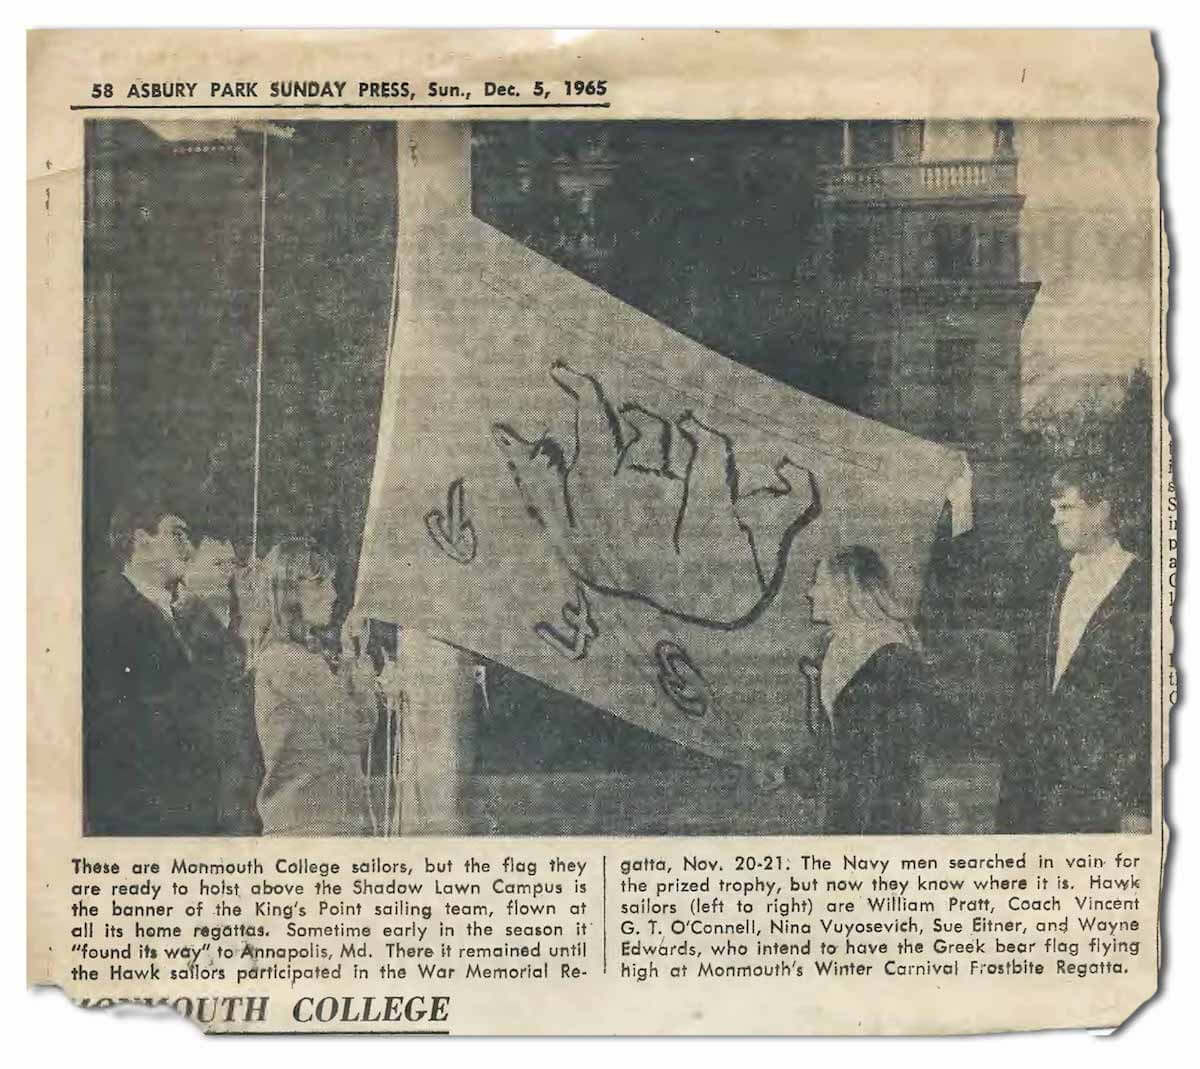 58 ASBURY PARK SUNDAY PRESS, Sun., Dec. 5, 1965
These are Monmouth College sailors, but the flag they
are ready to hoist above the Shadow Lawn Campus is
the banner of the King's Point sailing team, flown at
all its home regattas. Sometime early in the season it
"found its way" to Annapolis, Md. There it remained until
the Hawk sailors participated in the War Memorial Re-
gatta, Nov. 20-21. The Navy men searched in vain for
the prized trophy, but now they know where it is. Hawk
sailors (left to right) are William Pratt, Coach Vincent
G. T. O'Connell, Nina Vuyosevich, Sue Eitner, and Wayne
Edwards, who intend to have the Greek bear flag flying
high at Monmouth's Winter Carnival Frostbite Regatta.
MONMOUTH COLLEGE